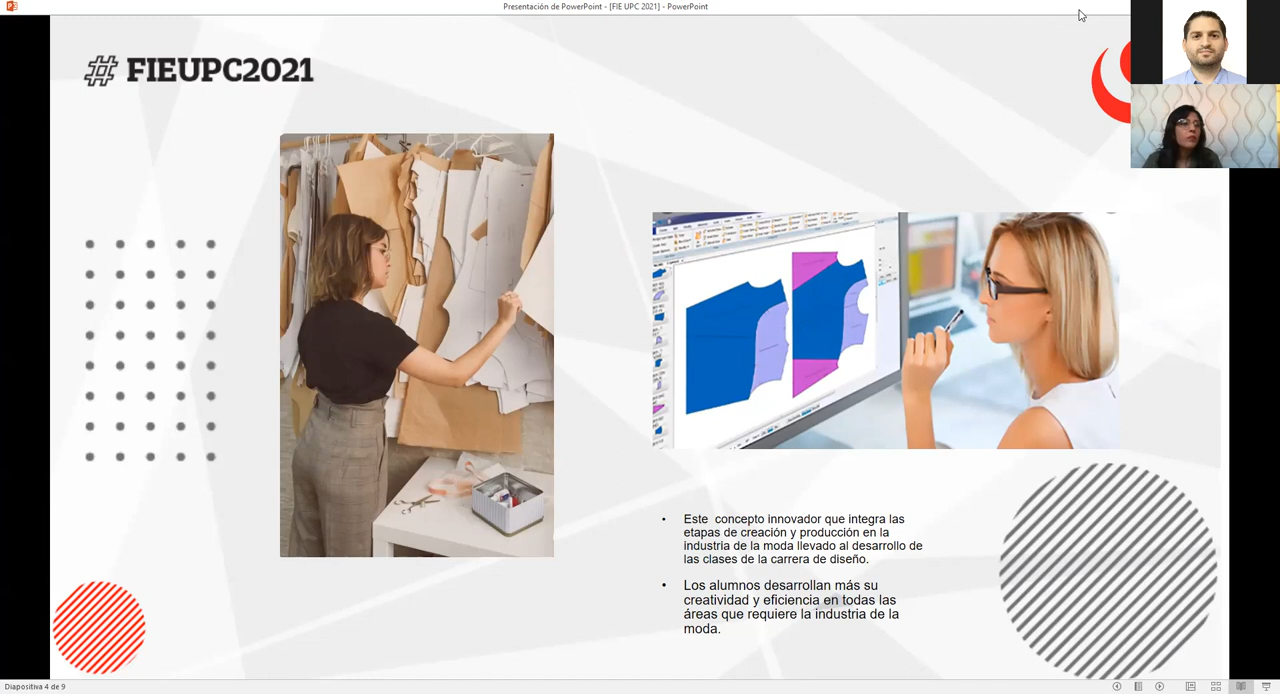 Presentación de PowerPoint - [FIE UPC 2021] - PowerPoint
# FIEUPC2021
• Este concepto innovador que integra las
etapas de creación y producción en la
industria de la moda llevado al desarrollo de
las clases de la carrera de diseño.
• Los alumnos desarrollan más su
creatividad y eficiencia en todas las
áreas que requiere la industria de la
moda.
Diapositiva 4 de 9